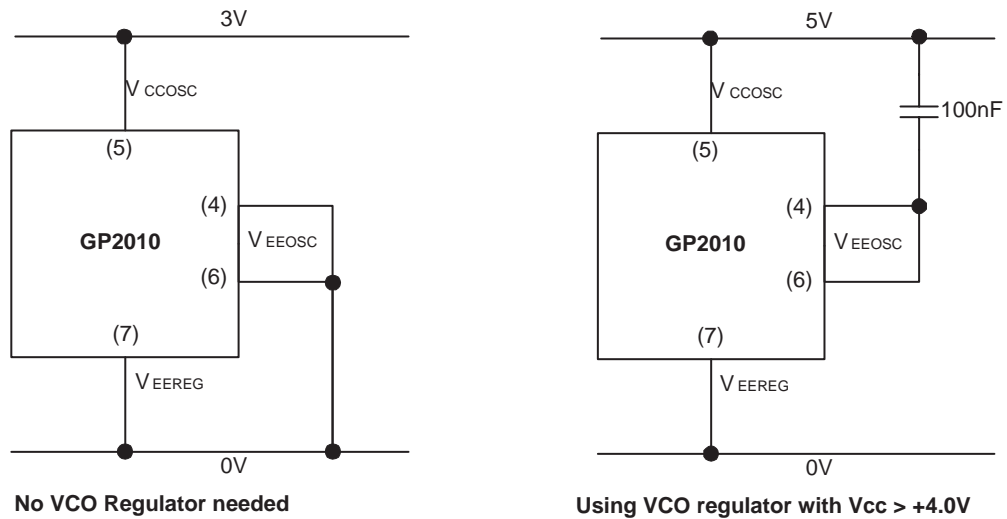 3V
V CCOSC
(5)
(4)
GP2010
V EEOSC
(6)
(7)
V EEREG
0V
No VCO Regulator needed
5V
V CCOSC
100nF
(5)
(4)
GP2010
V EEOSC
(6)
(7)
V EEREG
0V
Using VCO regulator with Vcc > +4.0V